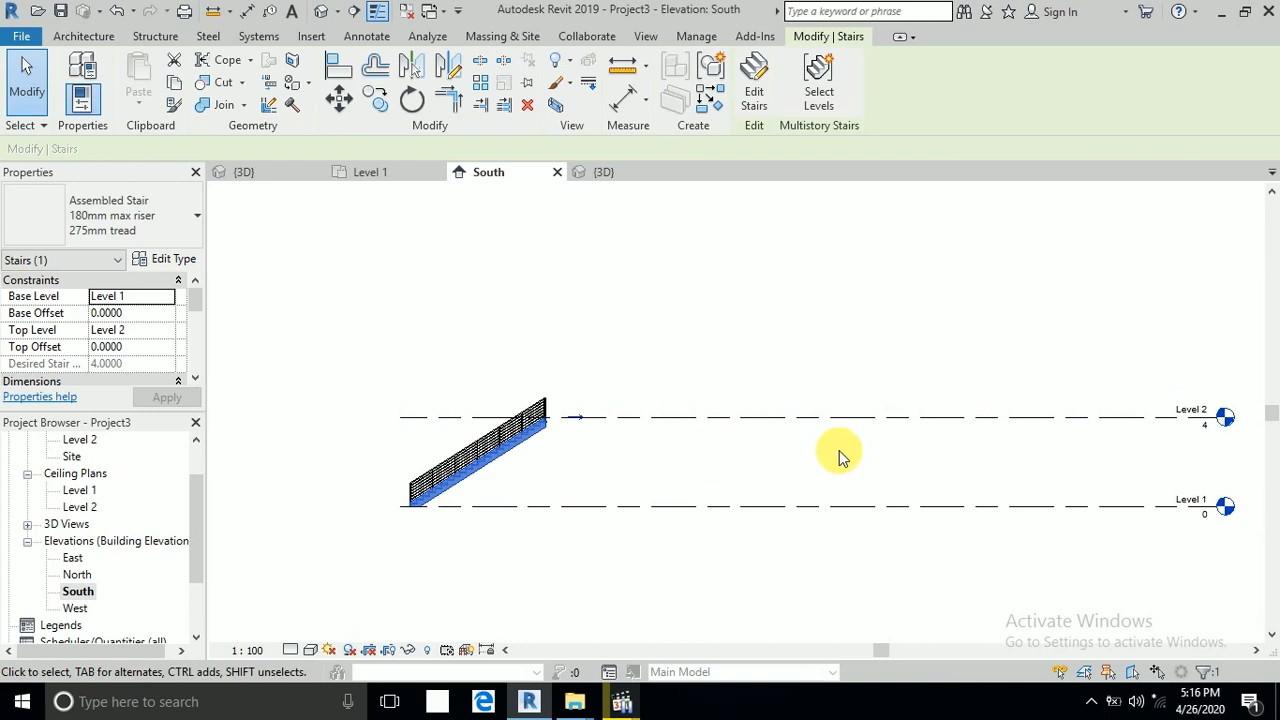 Autodesk Revit 2019 - Project3 - Elevation: South
Type a keyword or phrase
Sign In
File
Architecture
Structure
Steel
Systems
Insert
Annotate
Analyze
Massing & Site
Collaborate
View
Manage
Add-Ins
Modify | Stairs
Modify
Paste
Cope
Cut
Join
Edit
Stairs
Select
Levels
Select
Properties
Clipboard
Geometry
Modify
View
Measure
Create
Edit
Multistory Stairs
Modify | Stairs
Properties
{3D}
Level 1
South
{3D}
Assembled Stair
180mm max riser
275mm tread
Stairs (1)
Edit Type
Constraints
Base Level Level 1
Base Offset 0.0000
Top Level Level 2
Top Offset 0.0000
Desired Stair ... 4.0000
Dimensions
Properties help
Apply
Project Browser - Project3
Level 2
Site
Ceiling Plans
Level 1
Level 2
3D Views
Elevations (Building Elevation
East
North
South
West
Legends
Schedules/Quantities (all)
Level 2
4
Level 1
0
Activate Windows
Go to Settings to activate Windows.
1 : 100
Click to select, TAB for alternates, CTRL adds, SHIFT unselects.
:0
Main Model
:1
Type here to search
5:16 PM
4/26/2020